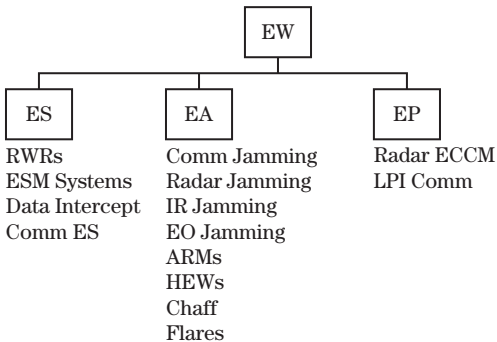 EW
ES
EA
EP
RWRs
ESM Systems
Data Intercept
Comm ES
Comm Jamming
Radar Jamming
IR Jamming
EO Jamming
ARMs
HEWs
Chaff
Flares
Radar ECCM
LPI Comm